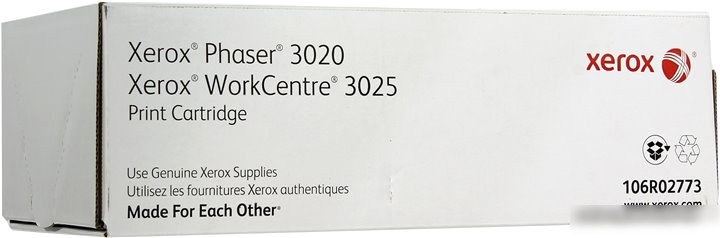 Xerox® Phaser® 3020
Xerox® WorkCentre® 3025
Print Cartridge
xerox
Use Genuine Xerox Supplies
Utilisez les fournitures Xerox authentiques
Made For Each Other®
106R02773
www.xerox.com